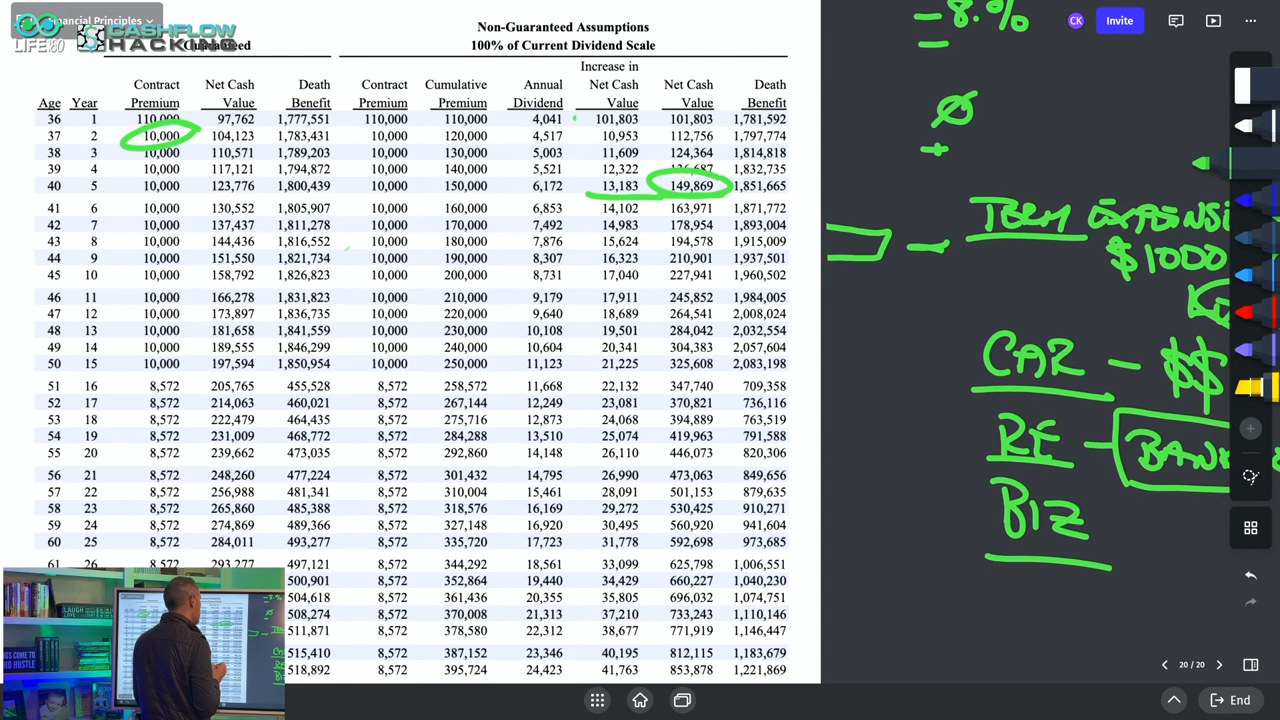 Financial Principles
LIFE180
CASHFLOW
HACKING
Guaranteed
Non-Guaranteed Assumptions
100% of Current Dividend Scale
Increase in
Contract Net Cash Death Contract Cumulative Annual Net Cash Net Cash Death
Age Year Premium Value Benefit Premium Premium Dividend Value Value Benefit
36 1 110,000 97,762 1,777,551 110,000 110,000 4,041 101,803 101,803 1,781,592
37 2 10,000 104,123 1,783,431 10,000 120,000 4,517 10,953 112,756 1,797,774
38 3 10,000 110,571 1,789,203 10,000 130,000 5,003 11,609 124,364 1,814,818
39 4 10,000 117,121 1,794,872 10,000 140,000 5,521 12,322 136,687 1,832,735
40 5 10,000 123,776 1,800,439 10,000 150,000 6,172 13,183 149,869 1,851,665
41 6 10,000 130,552 1,805,907 10,000 160,000 6,853 14,102 163,971 1,871,772
42 7 10,000 137,437 1,811,278 10,000 170,000 7,492 14,983 178,954 1,893,004
43 8 10,000 144,436 1,816,552 10,000 180,000 7,876 15,624 194,578 1,915,009
44 9 10,000 151,550 1,821,734 10,000 190,000 8,307 16,323 210,901 1,937,501
45 10 10,000 158,792 1,826,823 10,000 200,000 8,731 17,040 227,941 1,960,502
46 11 10,000 166,278 1,831,823 10,000 210,000 9,179 17,911 245,852 1,984,005
47 12 10,000 173,897 1,836,735 10,000 220,000 9,640 18,689 264,541 2,008,024
48 13 10,000 181,658 1,841,559 10,000 230,000 10,108 19,501 284,042 2,032,554
49 14 10,000 189,555 1,846,299 10,000 240,000 10,604 20,341 304,383 2,057,604
50 15 10,000 197,594 1,850,954 10,000 250,000 11,123 21,225 325,608 2,083,198
51 16 8,572 205,765 455,528 8,572 258,572 11,668 22,132 347,740 709,358
52 17 8,572 214,063 460,021 8,572 267,144 12,249 23,081 370,821 736,116
53 18 8,572 222,479 464,435 8,572 275,716 12,873 24,068 394,889 763,519
54 19 8,572 231,009 468,772 8,572 284,288 13,510 25,074 419,963 791,588
55 20 8,572 239,662 473,035 8,572 292,860 14,148 26,110 446,073 820,306
56 21 8,572 248,260 477,224 8,572 301,432 14,795 26,990 473,063 849,656
57 22 8,572 256,988 481,341 8,572 310,004 15,461 28,091 501,153 879,635
58 23 8,572 265,860 485,388 8,572 318,576 16,169 29,272 530,425 910,271
59 24 8,572 274,869 489,366 8,572 327,148 16,920 30,495 560,920 941,604
60 25 8,572 284,011 493,277 8,572 335,720 17,723 31,778 592,698 973,685
61 26 8,572 293,277 497,121 8,572 344,292 18,561 33,099 625,798 1,006,551
500,901 8,572 352,864 19,440 34,429 660,227 1,040,230
504,618 8,572 361,436 20,355 35,805 696,032 1,074,751
508,274 8,572 370,008 21,313 37,210 733,243 1,110,146
511,871 8,572 378,580 22,312 38,677 771,919 1,146,447
515,410 8,572 387,152 23,346 40,195 812,115 1,183,679
518,892 8,572 395,724 24,423 41,763 853,878 1,221,869
-8.%
Ø
+
- TERM EXPENSI
$1000
CAR - $$
RE - BANK
BIZ
CK
Invite
20/20
End
LAUGH